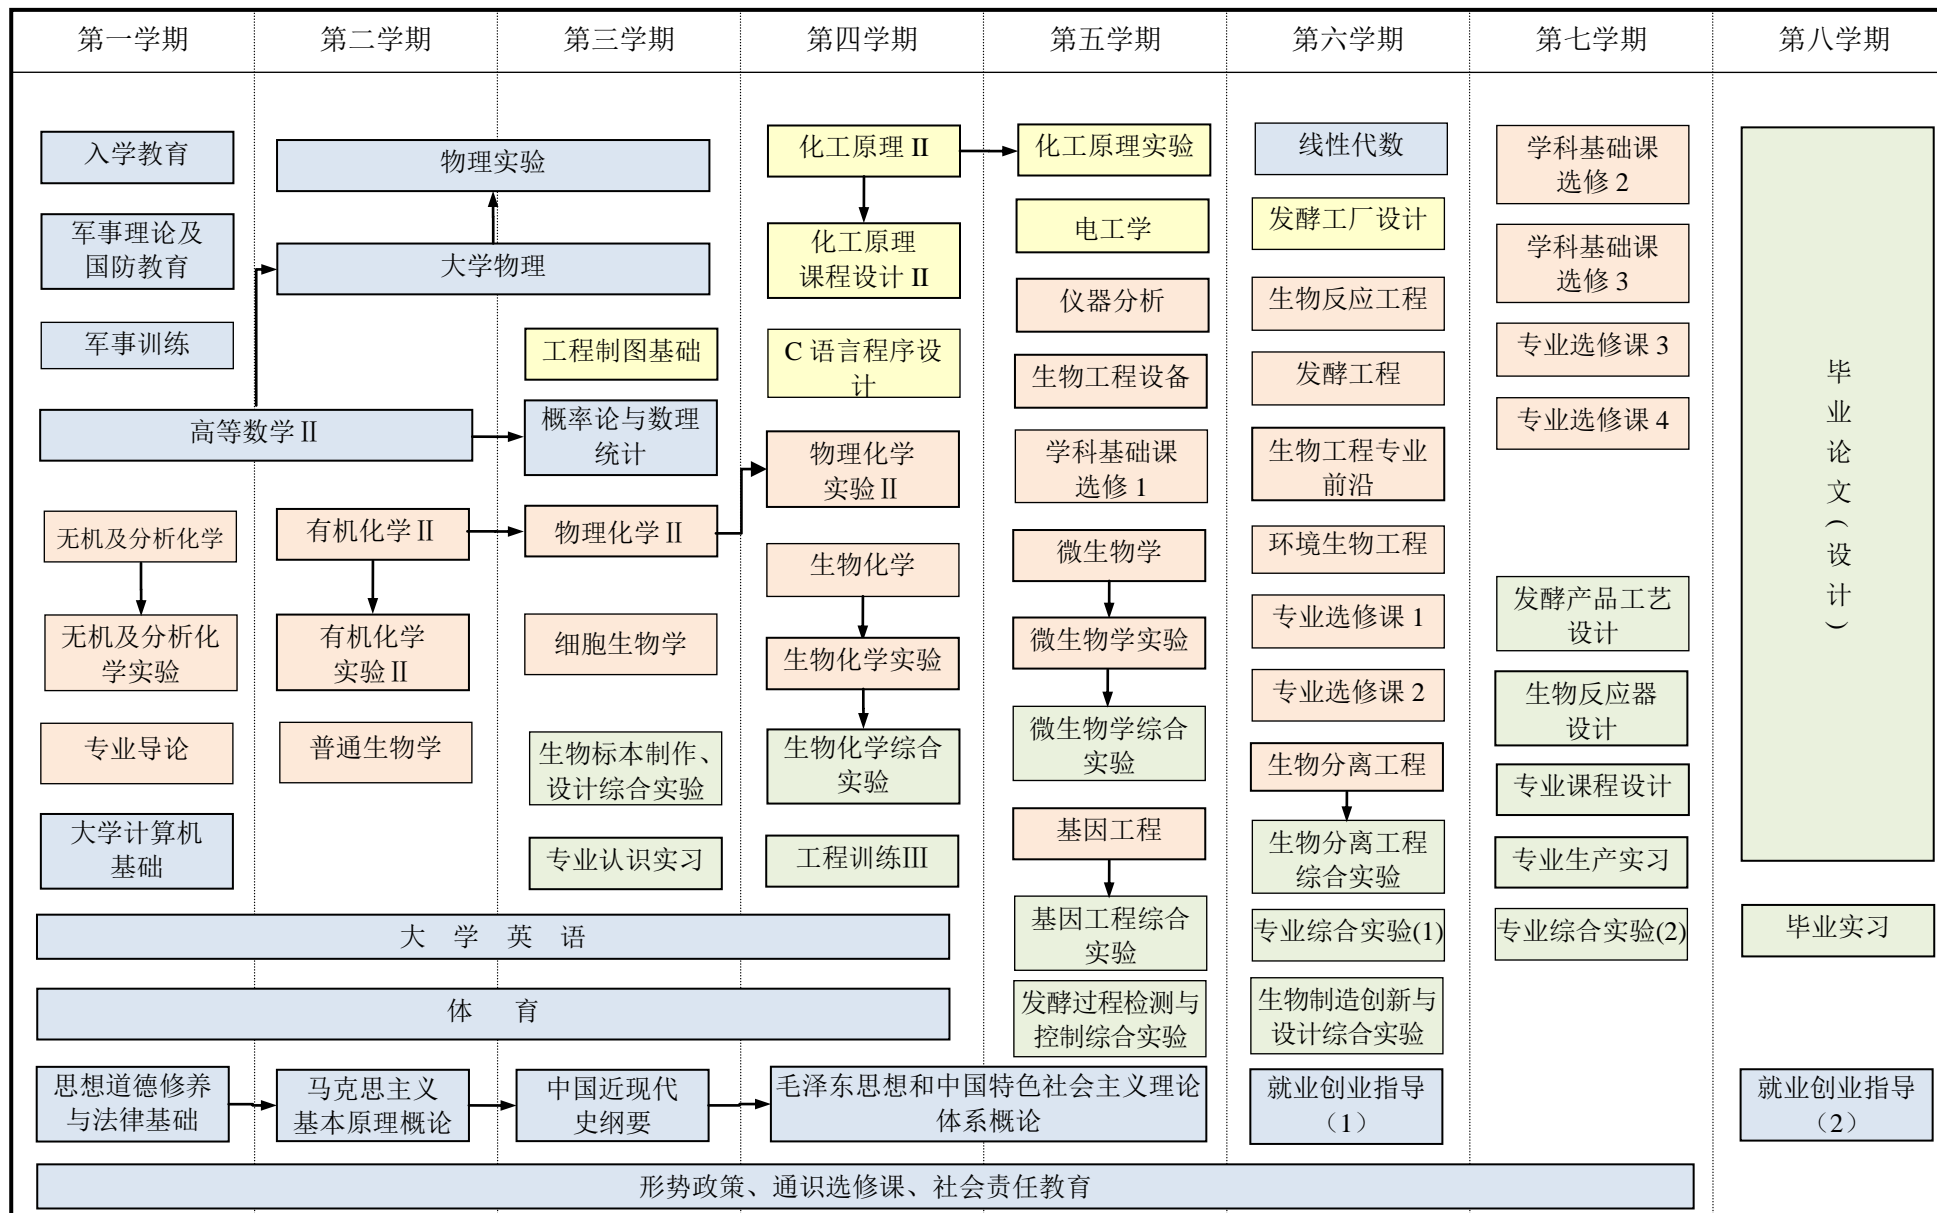 第一学期
第二学期
第三学期
第四学期
第五学期
第六学期
第七学期
第八学期
入学教育
军事理论及
国防教育
军事训练
高等数学Ⅱ
无机及分析化学
无机及分析化
学实验
专业导论
大学计算机
基础
物理实验
大学物理
有机化学Ⅱ
有机化学
实验Ⅱ
普通生物学
工程制图基础
概率论与数理
统计
物理化学Ⅱ
细胞生物学
生物标本制作、
设计综合实验
专业认识实习
化工原理 II
化工原理
课程设计 II
C 语言程序设
计
物理化学
实验Ⅱ
生物化学
生物化学实验
生物化学综合
实验
工程训练Ⅲ
化工原理实验
电工学
仪器分析
生物工程设备
学科基础课
选修 1
微生物学
微生物学实验
微生物学综合
实验
基因工程
基因工程综合
实验
发酵过程检测与
控制综合实验
线性代数
发酵工厂设计
生物反应工程
发酵工程
生物工程专业
前沿
环境生物工程
专业选修课 1
专业选修课 2
生物分离工程
生物分离工程
综合实验
专业综合实验(1)
生物制造创新与
设计综合实验
学科基础课
选修 2
学科基础课
选修 3
专业选修课 3
专业选修课 4
发酵产品工艺
设计
生物反应器
设计
专业课程设计
专业生产实习
专业综合实验(2)
毕业论文(设计)
毕业实习
大 学 英 语
体 育
思想道德修养
与法律基础
马克思主义
基本原理概论
中国近现代
史纲要
毛泽东思想和中国特色社会主义理论
体系概论
就业创业指导
（1）
就业创业指导
（2）
形势政策、通识选修课、社会责任教育